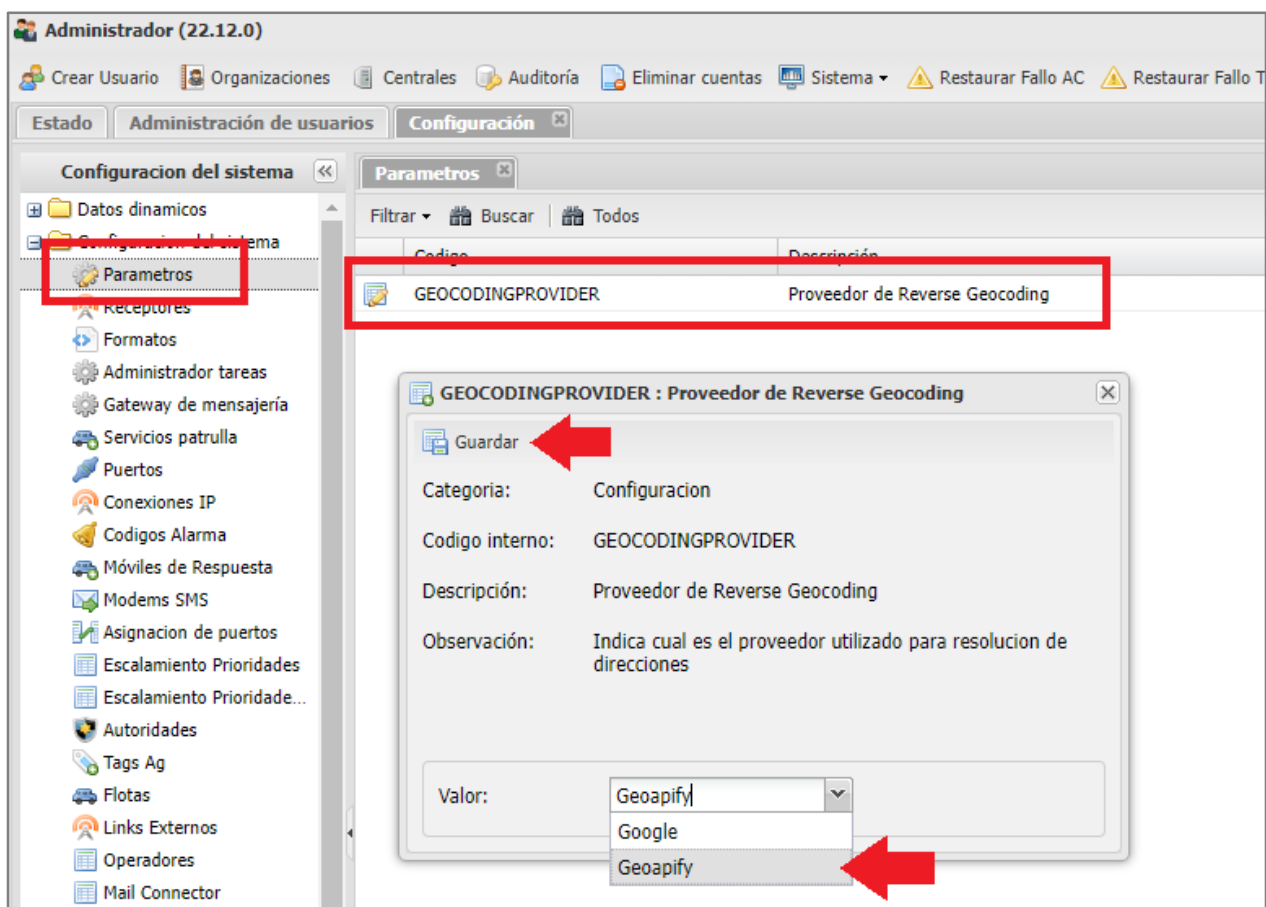 Administrador (22.12.0)
Crear Usuario Organizaciones Centrales Auditoría Eliminar cuentas Sistema Restaurar Fallo AC Restaurar Fallo T
Estado Administración de usuarios Configuración
Configuracion del sistema
Parametros
Datos dinamicos
Filtrar Buscar Todos
Configuracion del sistema
Codigo Descripción
Parametros
GEOCODINGPROVIDER Proveedor de Reverse Geocoding
Receptores
Formatos
Administrador tareas
Gateway de mensajería
Servicios patrulla
Puertos
Conexiones IP
Codigos Alarma
Móviles de Respuesta
Modems SMS
Asignacion de puertos
Escalamiento Prioridades
Escalamiento Prioridade...
Autoridades
Tags Ag
Flotas
Links Externos
Operadores
Mail Connector
GEOCODINGPROVIDER : Proveedor de Reverse Geocoding
Guardar
Categoria: Configuracion
Codigo interno: GEOCODINGPROVIDER
Descripción: Proveedor de Reverse Geocoding
Observación: Indica cual es el proveedor utilizado para resolucion de
direcciones
Valor: Geoapify
Google
Geoapify